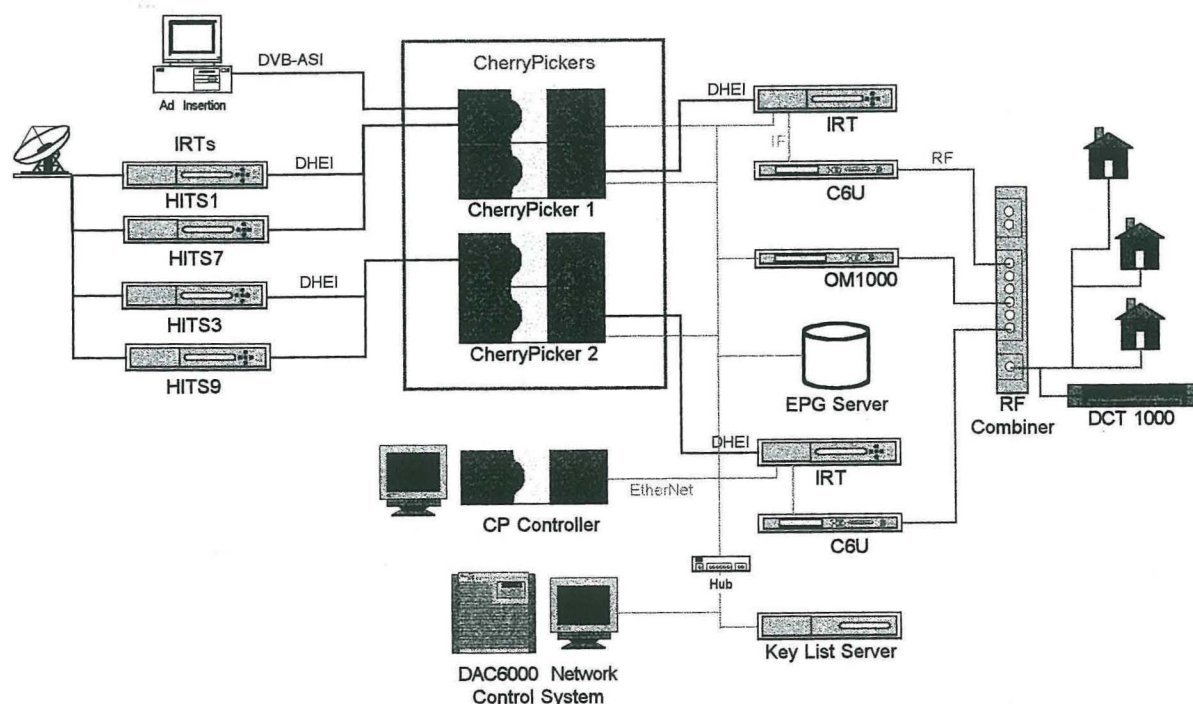 DVB-ASI
Ad Insertion
CherryPickers
IRTs
DHEI
HITS1
HITS7
DHEI
HITS3
HITS9
CherryPicker 1
CherryPicker 2
DHEI
IRT
IF
C6U
RF
OM1000
EPG Server
DHEI
IRT
EtherNet
C6U
CP Controller
RF
Combiner
DCT 1000
Hub
Key List Server
DAC6000 Network
Control System